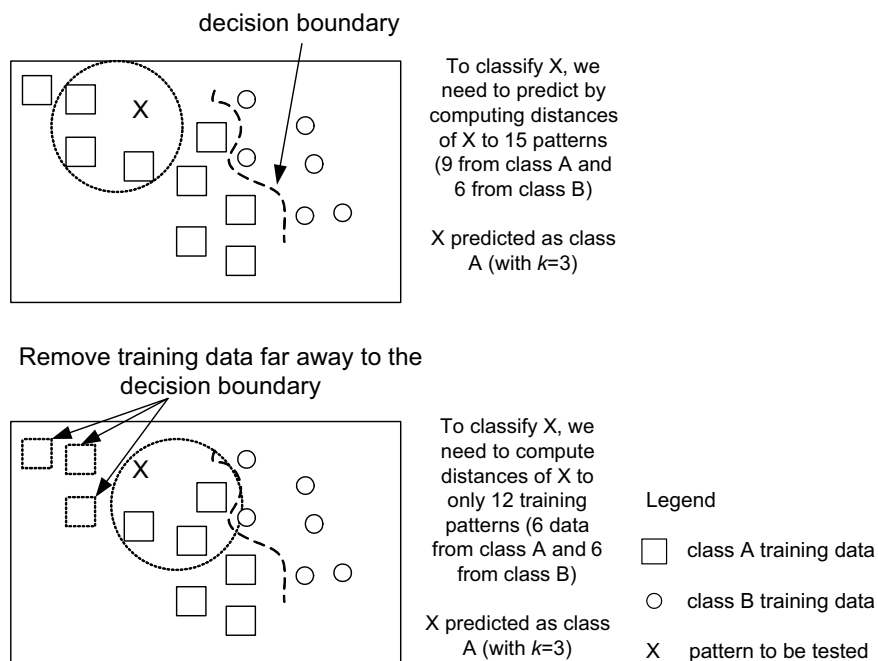 decision boundary
X
To classify X, we
need to predict by
computing distances
of X to 15 patterns
(9 from class A and
6 from class B)
X predicted as class
A (with k=3)
Remove training data far away to the
decision boundary
X
To classify X, we
need to compute
distances of X to
only 12 training
patterns (6 data
from class A and 6
from class B)
X predicted as class
A (with k=3)
Legend
class A training data
class B training data
X pattern to be tested